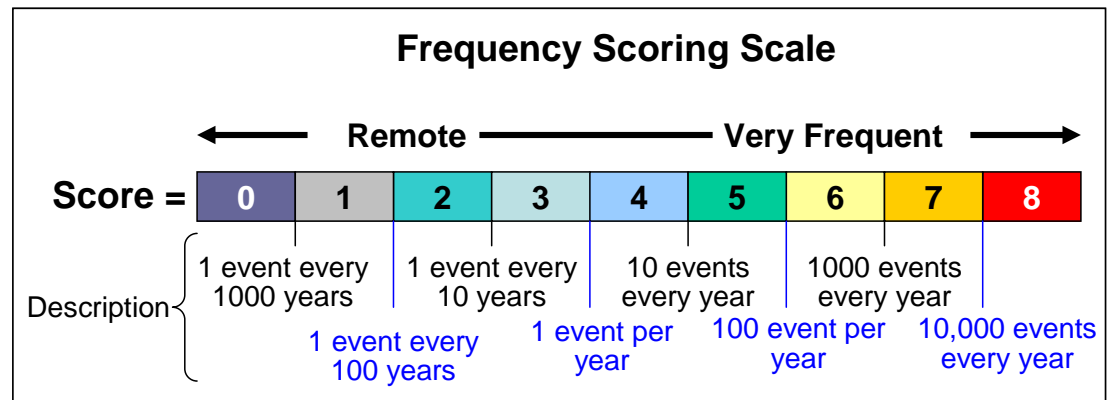 Frequency Scoring Scale
Remote Very Frequent
Score = 0 1 2 3 4 5 6 7 8
Description
1 event every
1000 years
1 event every
100 years
1 event every
10 years
1 event per
year
10 events
every year
100 event per
year
1000 events
every year
10,000 events
every year